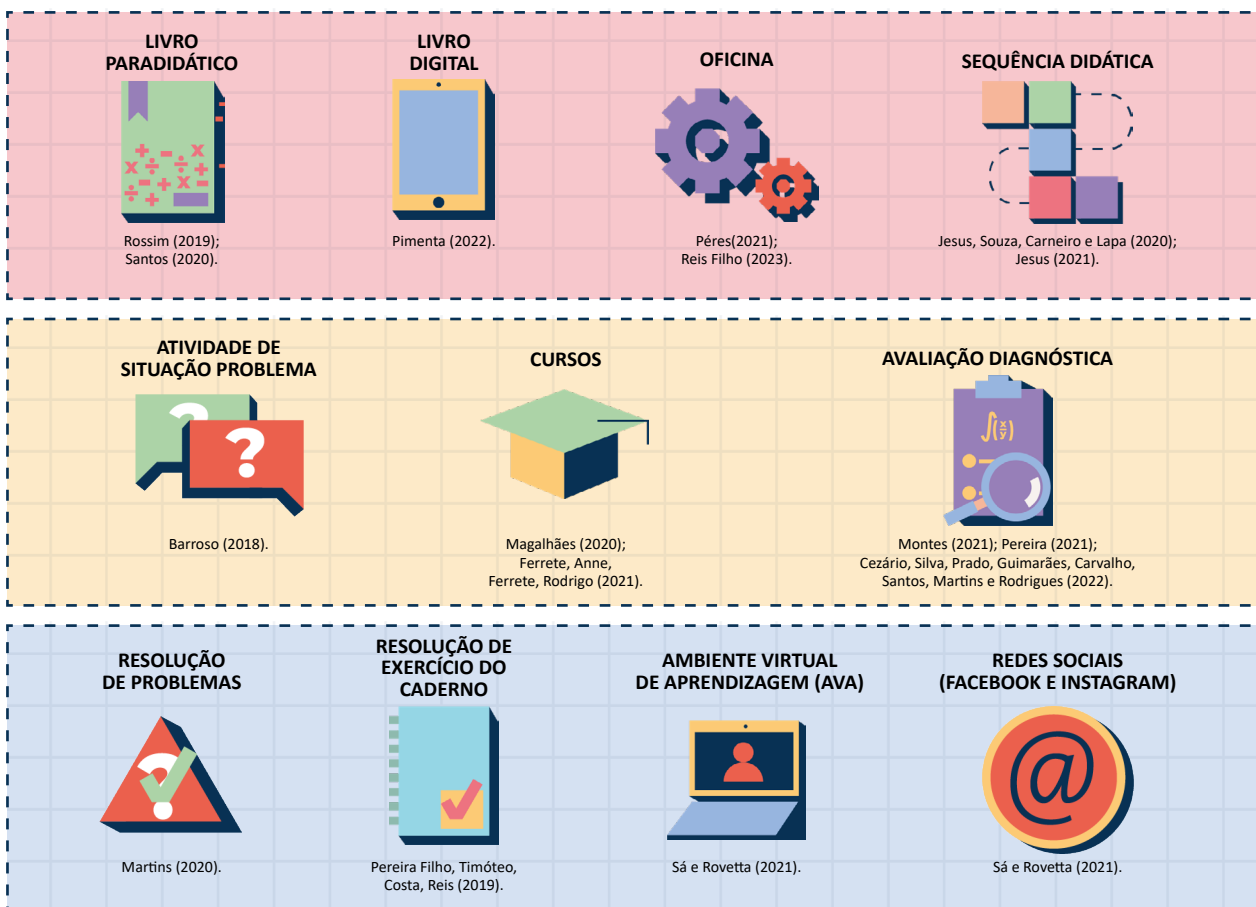 LIVRO
PARADIDÁTICO
Rossim (2019);
Santos (2020).
LIVRO
DIGITAL
Pimenta (2022).
OFICINA
Péres(2021);
Reis Filho (2023).
SEQUÊNCIA DIDÁTICA
Jesus, Souza, Carneiro e Lapa (2020);
Jesus (2021).
ATIVIDADE DE
SITUAÇÃO PROBLEMA
?
?
Barroso (2018).
CURSOS
Magalhães (2020);
Ferrete, Anne,
Ferrete, Rodrigo (2021).
AVALIAÇÃO DIAGNÓSTICA
∫(x/y)
Montes (2021); Pereira (2021);
Cezário, Silva, Prado, Guimarães, Carvalho,
Santos, Martins e Rodrigues (2022).
RESOLUÇÃO
DE PROBLEMAS
?
Martins (2020).
RESOLUÇÃO DE
EXERCÍCIO DO
CADERNO
Pereira Filho, Timóteo,
Costa, Reis (2019).
AMBIENTE VIRTUAL
DE APRENDIZAGEM (AVA)
Sá e Rovetta (2021).
REDES SOCIAIS
(FACEBOOK E INSTAGRAM)
@
Sá e Rovetta (2021).